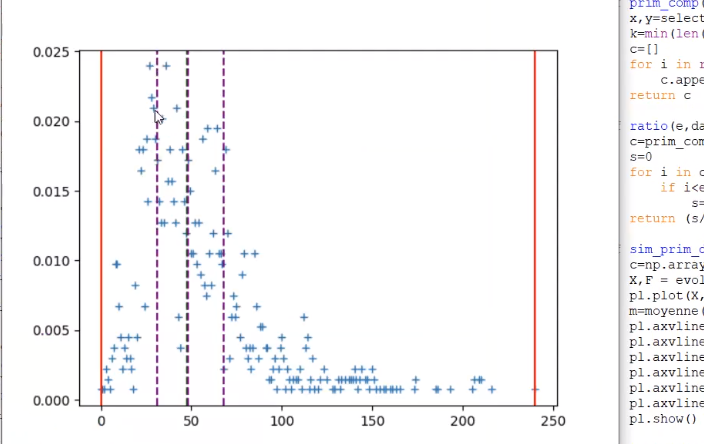 prim_comp(
x,y=select
k=min(len(
c=[]
for i in r
c.appe
return c
ratio(e,da
c=prim_com
s=0
for i in c
if i<e
s=
return (s/
sim_prim_c
c=np.array
X,F = evol
pl.plot(X,
m=moyenne(
pl.axvline
pl.axvline
pl.axvline
pl.axvline
pl.axvline
pl.axvline
pl.show()
0.025
0.020
0.015
0.010
0.005
0.000
0 50 100 150 200 250